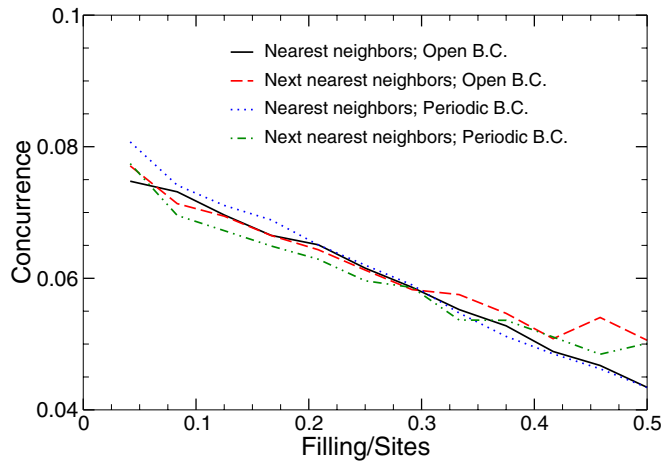 0.1
Nearest neighbors; Open B.C.
Next nearest neighbors; Open B.C.
Nearest neighbors; Periodic B.C.
Next nearest neighbors; Periodic B.C.
0.08
Concurrence
0.06
0.04
0 0.1 0.2 0.3 0.4 0.5
Filling/Sites